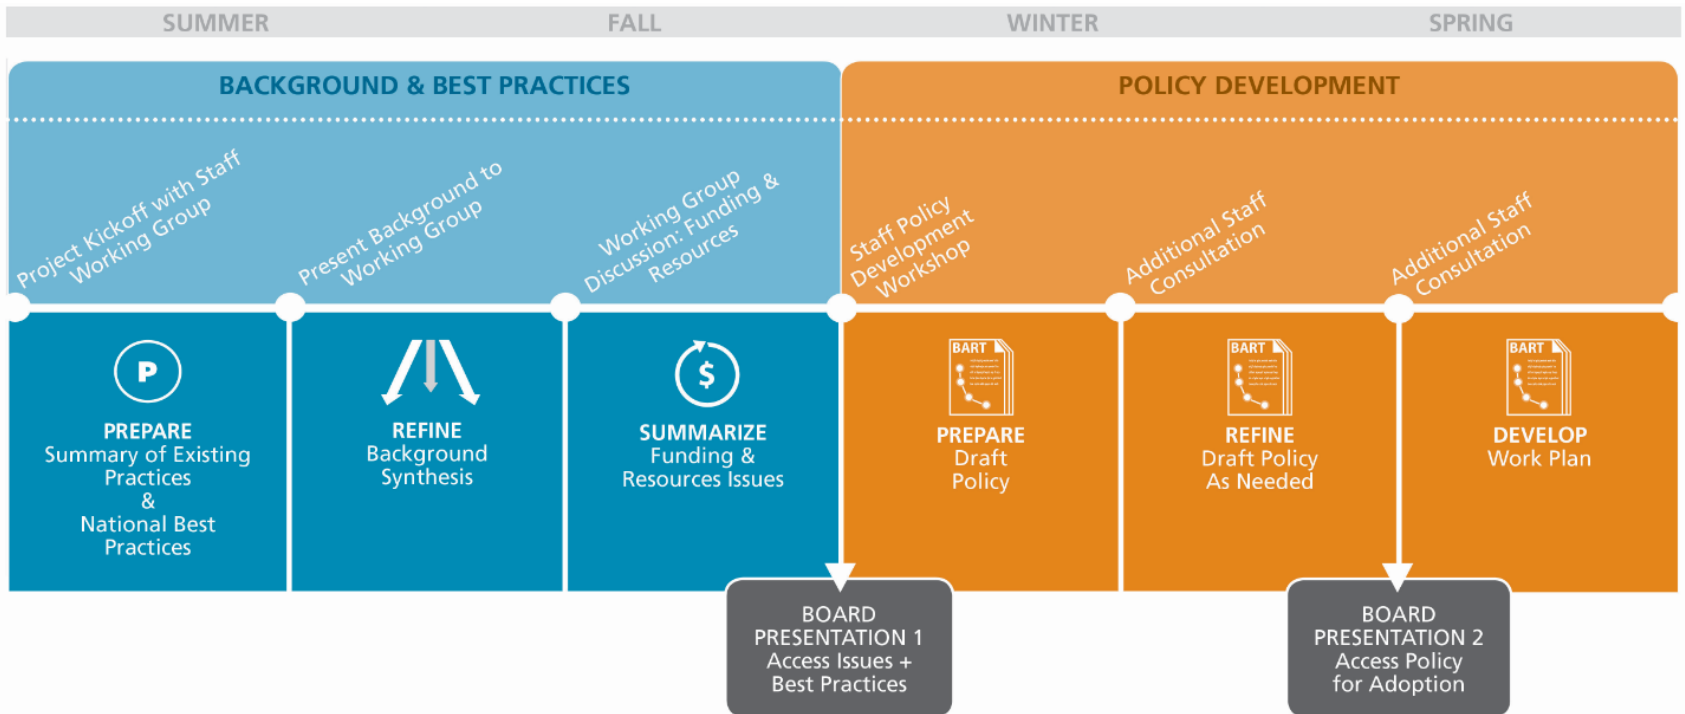 SUMMER
FALL
WINTER
SPRING
BACKGROUND & BEST PRACTICES
POLICY DEVELOPMENT
Project Kickoff with Staff
Working Group
Present Background to
Working Group
Working Group
Discussion: Funding &
Resources
Staff Policy
Development
Workshop
Additional Staff
Consultation
Additional Staff
Consultation
P
PREPARE
Summary of Existing
Practices
&
National Best
Practices
REFINE
Background
Synthesis
$
SUMMARIZE
Funding &
Resources Issues
BART
PREPARE
Draft
Policy
BART
REFINE
Draft Policy
As Needed
BART
DEVELOP
Work Plan
BOARD
PRESENTATION 1
Access Issues +
Best Practices
BOARD
PRESENTATION 2
Access Policy
for Adoption